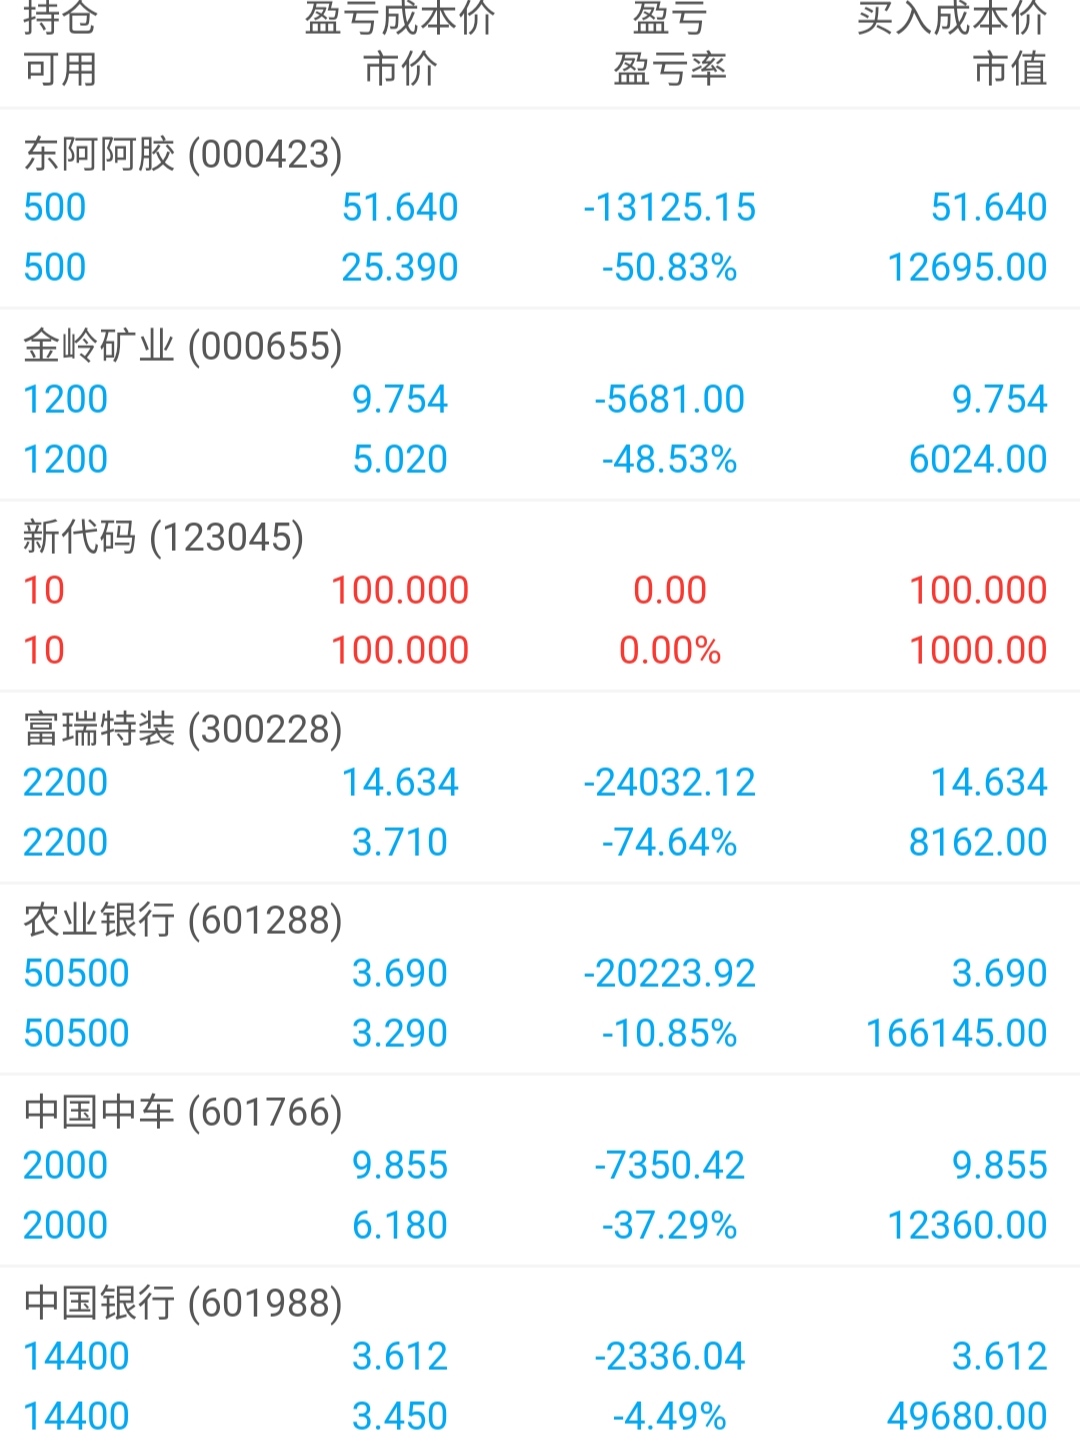 持仓 盈亏成本价 盈亏 买入成本价
可用 市价 盈亏率 市值
东阿阿胶 (000423)
500 51.640 -13125.15 51.640
500 25.390 -50.83% 12695.00
金岭矿业 (000655)
1200 9.754 -5681.00 9.754
1200 5.020 -48.53% 6024.00
新代码 (123045)
10 100.000 0.00 100.000
10 100.000 0.00% 1000.00
富瑞特装 (300228)
2200 14.634 -24032.12 14.634
2200 3.710 -74.64% 8162.00
农业银行 (601288)
50500 3.690 -20223.92 3.690
50500 3.290 -10.85% 166145.00
中国中车 (601766)
2000 9.855 -7350.42 9.855
2000 6.180 -37.29% 12360.00
中国银行 (601988)
14400 3.612 -2336.04 3.612
14400 3.450 -4.49% 49680.00